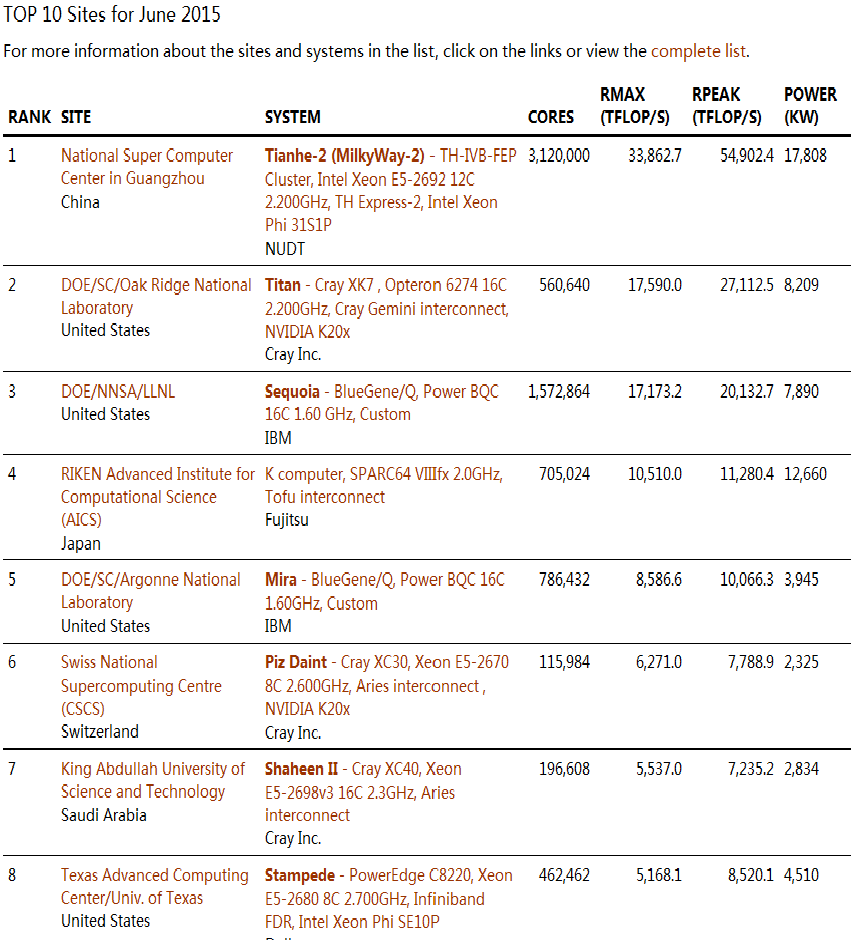 TOP 10 Sites for June 2015
For more information about the sites and systems in the list, click on the links or view the complete list.
RANK SITE SYSTEM CORES RMAX (TFLOP/S) RPEAK (TFLOP/S) POWER (KW)
1 National Super Computer Tianhe-2 (MilkyWay-2) - TH-IVB-FEP 3,120,000 33,862.7 54,902.4 17,808
Center in Guangzhou Cluster, Intel Xeon E5-2692 12C
China 2.200GHz, TH Express-2, Intel Xeon
Phi 31S1P
NUDT
2 DOE/SC/Oak Ridge National Titan - Cray XK7 , Opteron 6274 16C 560,640 17,590.0 27,112.5 8,209
Laboratory 2.200GHz, Cray Gemini interconnect,
United States NVIDIA K20x
Cray Inc.
3 DOE/NNSA/LLNL Sequoia - BlueGene/Q, Power BQC 1,572,864 17,173.2 20,132.7 7,890
United States 16C 1.60 GHz, Custom
IBM
4 RIKEN Advanced Institute for K computer, SPARC64 VIIIfx 2.0GHz, 705,024 10,510.0 11,280.4 12,660
Computational Science Tofu interconnect
(AICS) Fujitsu
Japan
5 DOE/SC/Argonne National Mira - BlueGene/Q, Power BQC 16C 786,432 8,586.6 10,066.3 3,945
Laboratory 1.60GHz, Custom
United States IBM
6 Swiss National Piz Daint - Cray XC30, Xeon E5-2670 115,984 6,271.0 7,788.9 2,325
Supercomputing Centre 8C 2.600GHz, Aries interconnect ,
(CSCS) NVIDIA K20x
Switzerland Cray Inc.
7 King Abdullah University of Shaheen II - Cray XC40, Xeon 196,608 5,537.0 7,235.2 2,834
Science and Technology E5-2698v3 16C 2.3GHz, Aries
Saudi Arabia interconnect
Cray Inc.
8 Texas Advanced Computing Stampede - PowerEdge C8220, Xeon 462,462 5,168.1 8,520.1 4,510
Center/Univ. of Texas E5-2680 8C 2.700GHz, Infiniband
United States FDR, Intel Xeon Phi SE10P